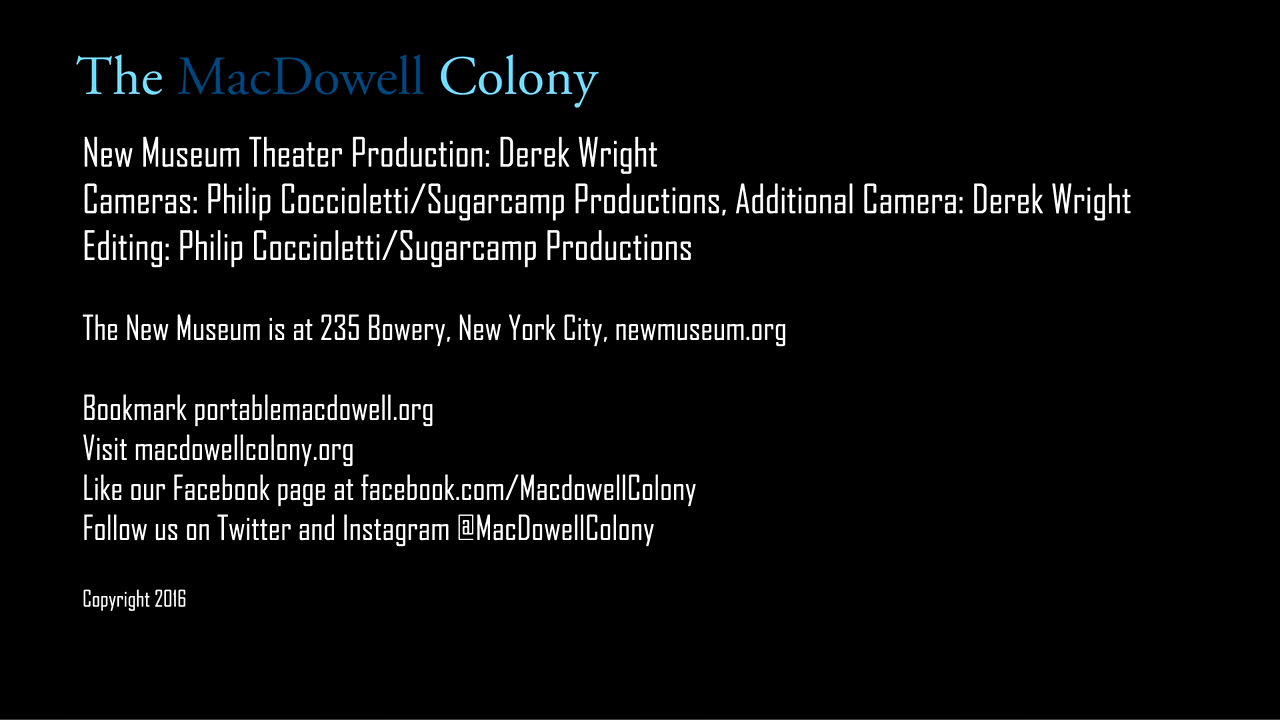 The MacDowell Colony
New Museum Theater Production: Derek Wright
Cameras: Philip Coccioletti/Sugarcamp Productions, Additional Camera: Derek Wright
Editing: Philip Coccioletti/Sugarcamp Productions
The New Museum is at 235 Bowery, New York City, newmuseum.org
Bookmark portablemacdowell.org
Visit macdowellcolony.org
Like our Facebook page at facebook.com/MacdowellColony
Follow us on Twitter and Instagram @MacDowellColony
Copyright 2016